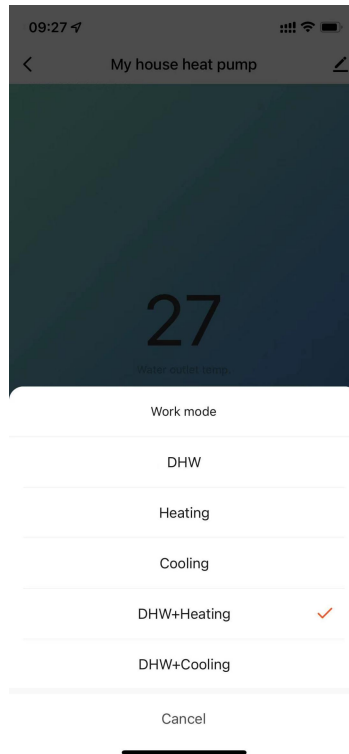 09:27
My house heat pump
27
Water outlet temp.
Work mode
DHW
Heating
Cooling
DHW+Heating
DHW+Cooling
Cancel